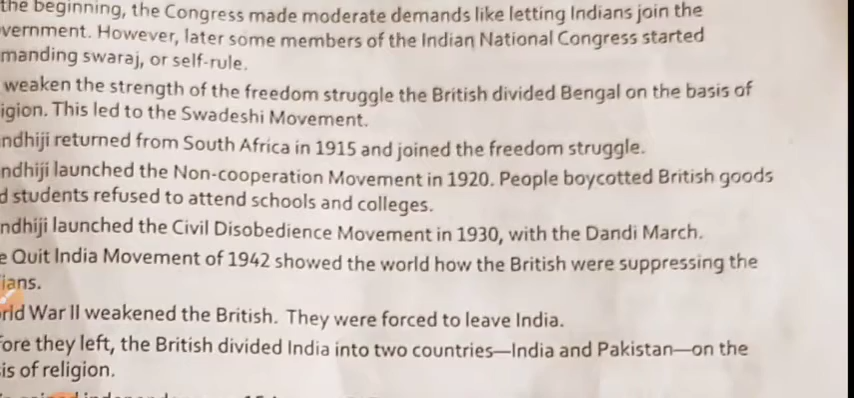 the beginning, the Congress made moderate demands like letting Indians join the
vernment. However, later some members of the Indian National Congress started
manding swaraj, or self-rule.
weaken the strength of the freedom struggle the British divided Bengal on the basis of
igion. This led to the Swadeshi Movement.
ndhiji returned from South Africa in 1915 and joined the freedom struggle.
ndhiji launched the Non-cooperation Movement in 1920. People boycotted British goods
d students refused to attend schools and colleges.
ndhiji launched the Civil Disobedience Movement in 1930, with the Dandi March.
e Quit India Movement of 1942 showed the world how the British were suppressing the
ians.
rld War II weakened the British. They were forced to leave India.
ore they left, the British divided India into two countries—India and Pakistan—on the
is of religion.